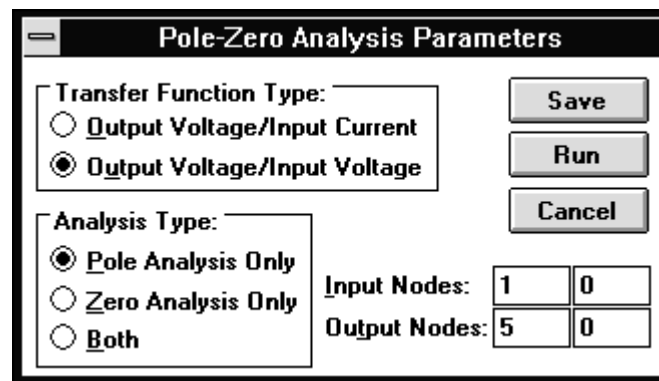 Pole-Zero Analysis Parameters
Transfer Function Type:
Output Voltage/Input Current
Output Voltage/Input Voltage
Save
Run
Cancel
Analysis Type:
Pole Analysis Only
Zero Analysis Only
Both
Input Nodes: 1 0
Output Nodes: 5 0